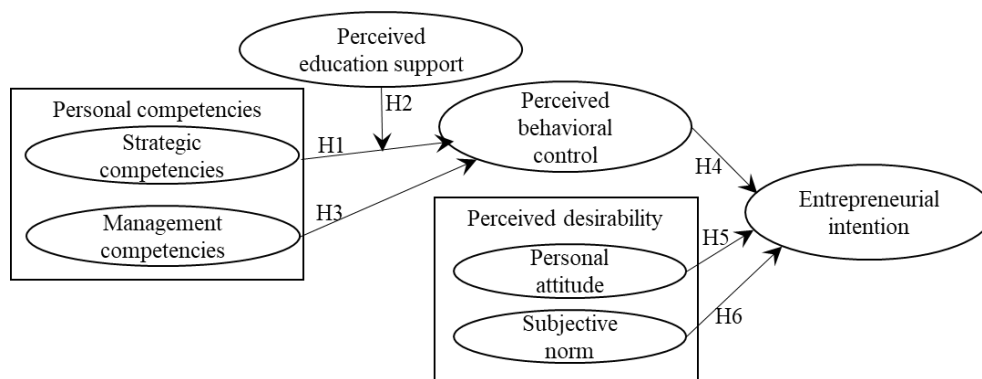 Perceived
education support
H2
Personal competencies
Strategic
competencies
H1
Management
competencies
H3
Perceived
behavioral
control
H4
Perceived desirability
Personal
attitude
H5
Subjective
norm
H6
Entrepreneurial
intention